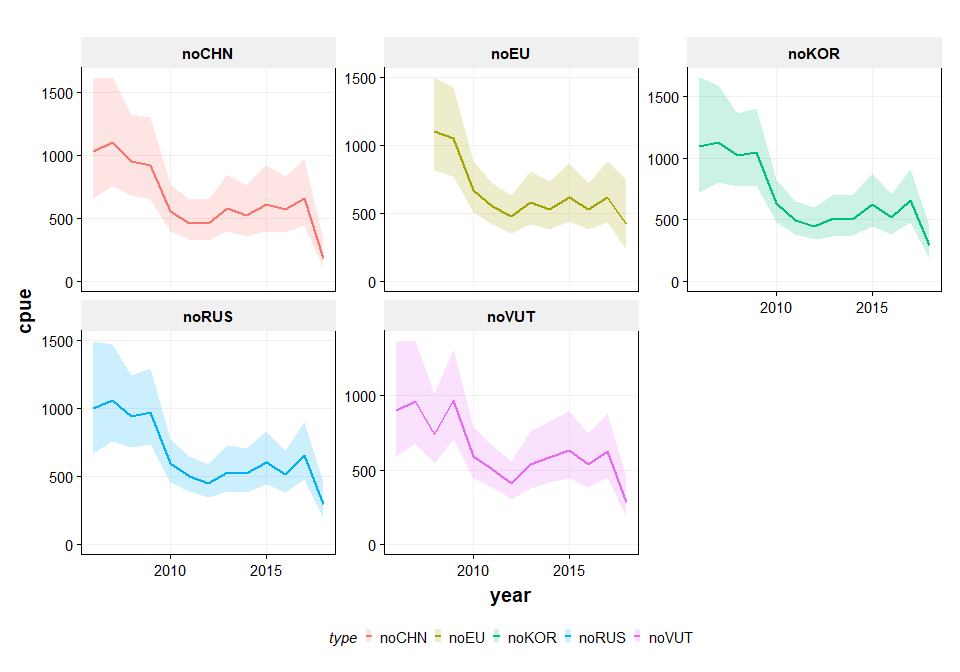 noCHN noEU noKOR
1500 1500 1500
1000 1000 1000
500 500 500
0 0 0
2010 2015
cpue
noRUS noVUT
1500
1000 1000
500 500
0 0
2010 2015 2010 2015
year
type noCHN noEU noKOR noRUS noVUT